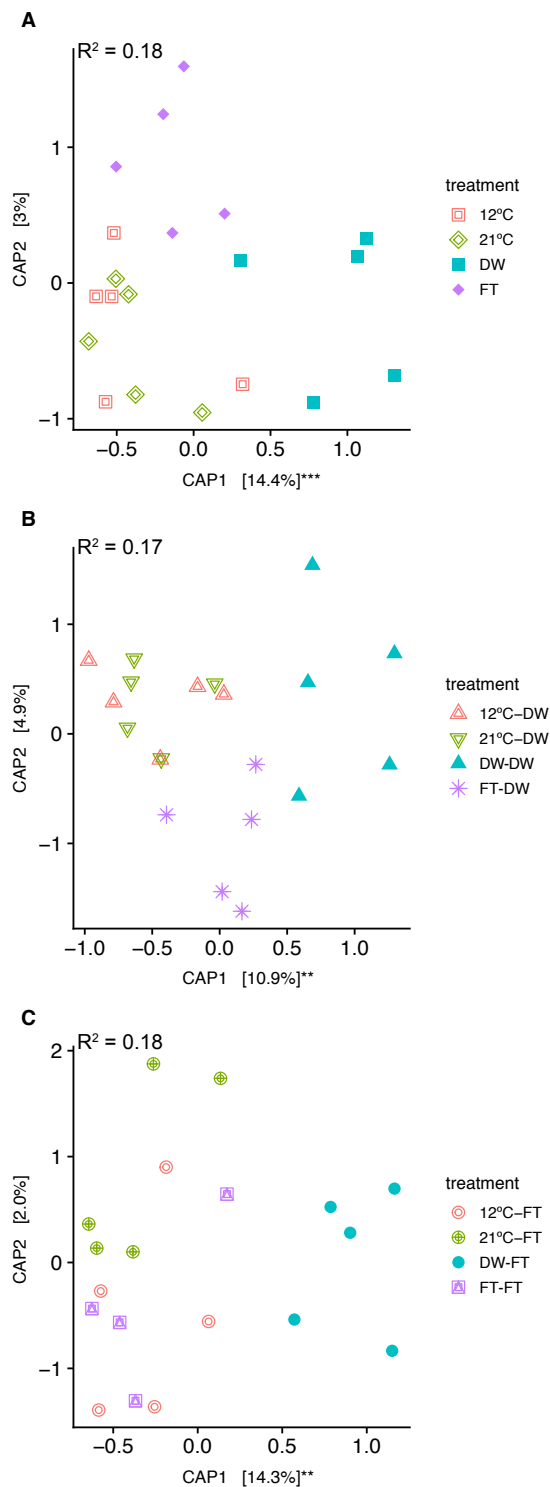 A
R² = 0.18
1
0
−1
CAP2 [3%]
−0.5 0.0 0.5 1.0
CAP1 [14.4%]***
treatment
12ºC
21ºC
DW
FT
B
R² = 0.17
1
0
−1
CAP2 [4.9%]
−1.0 −0.5 0.0 0.5 1.0
CAP1 [10.9%]**
treatment
12ºC−DW
21ºC−DW
DW-DW
FT-DW
C
R² = 0.18
2
1
0
−1
CAP2 [2.0%]
−0.5 0.0 0.5 1.0
CAP1 [14.3%]**
treatment
12ºC−FT
21ºC−FT
DW-FT
FT-FT